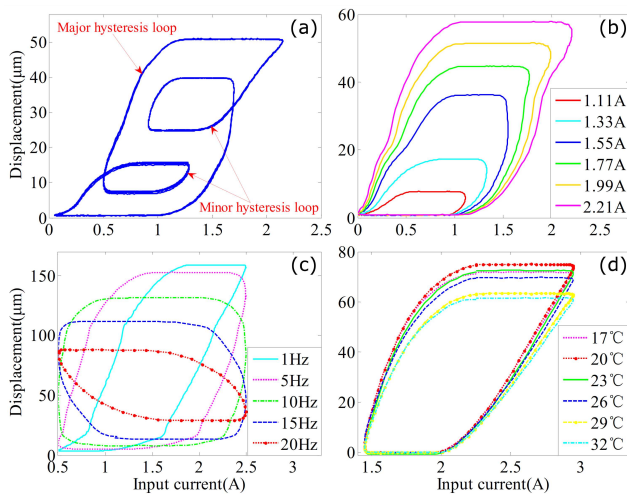 (a)
Major hysteresis loop
Minor hysteresis loop
Displacement(μm)
50
40
30
20
10
0
0 0.5 1 1.5 2 2.5
(b)
60
40
20
0
0 0.5 1 1.5 2 2.5
1.11A
1.33A
1.55A
1.77A
1.99A
2.21A
(c)
Displacement(μm)
150
100
50
0
0.5 1 1.5 2 2.5 3
Input current(A)
1Hz
5Hz
10Hz
15Hz
20Hz
(d)
80
60
40
20
0
1.5 2 2.5 3
Input current(A)
17℃
20℃
23℃
26℃
29℃
32℃